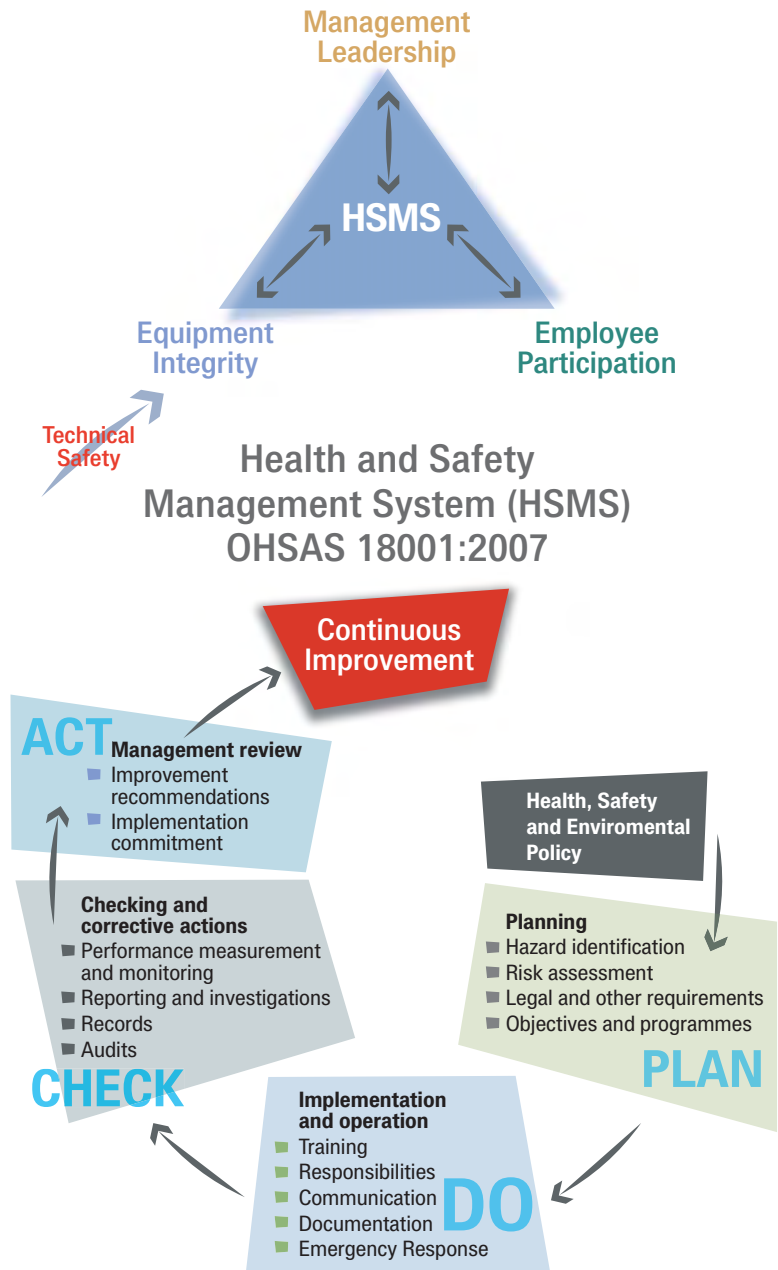 Management
Leadership
HSMS
Equipment
Integrity
Employee
Participation
Technical
Safety
Health and Safety
Management System (HSMS)
OHSAS 18001:2007
Continuous
Improvement
ACT
Management review
Improvement
recommendations
Implementation
commitment
Health, Safety
and Enviromental
Policy
Checking and
corrective actions
Performance measurement
and monitoring
Reporting and investigations
Records
Audits
CHECK
Planning
Hazard identification
Risk assessment
Legal and other requirements
Objectives and programmes
PLAN
Implementation
and operation
Training
Responsibilities
Communication
Documentation
Emergency Response
DO